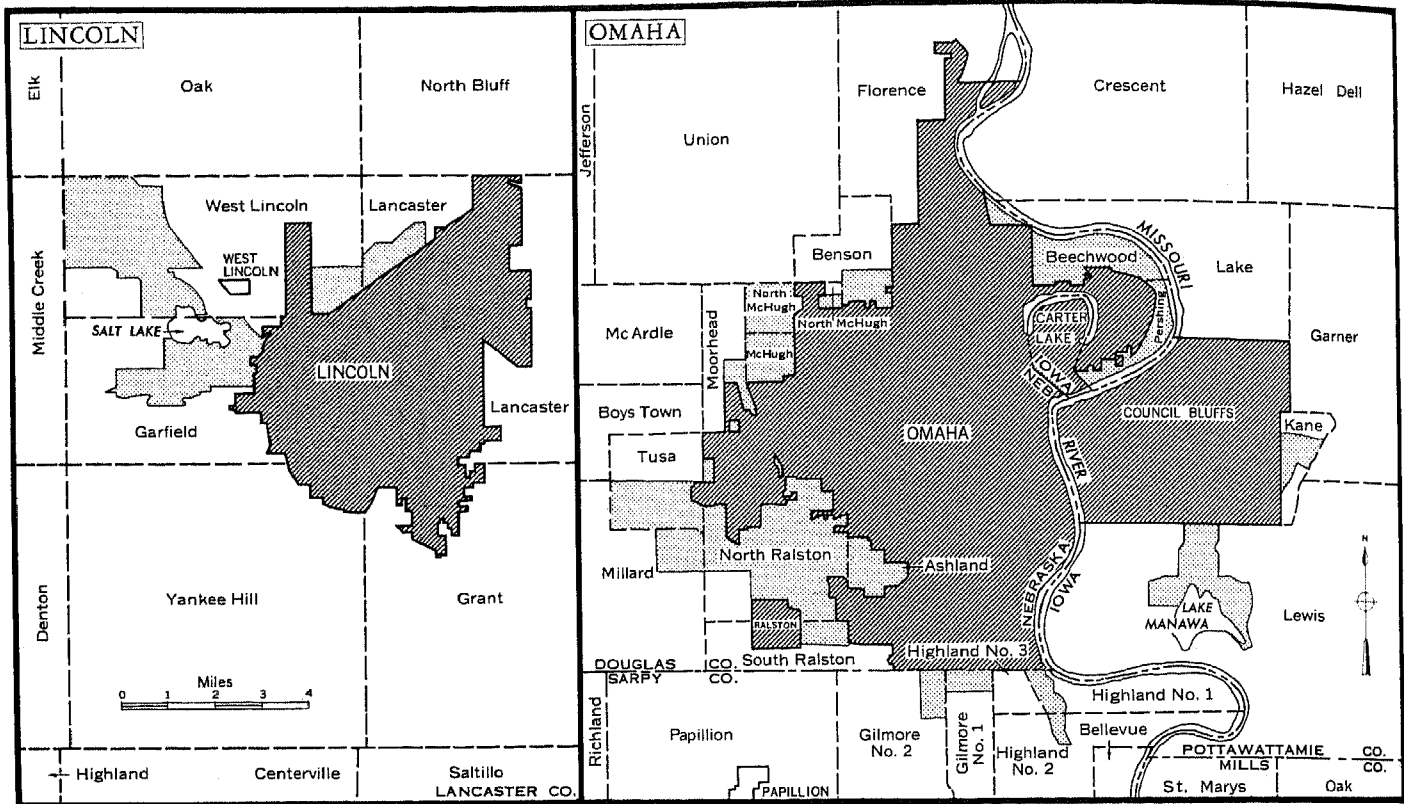 LINCOLN
Elk
Oak
North Bluff
West Lincoln
Lancaster
WEST
LINCOLN
Middle Creek
SALT LAKE
LINCOLN
Lancaster
Garfield
Denton
Yankee Hill
Grant
Miles
0 1 2 3 4
Highland
Centerville
Saltillo
LANCASTER CO.
OMAHA
Jefferson
Union
Florence
Crescent
Hazel Dell
Benson
MISSOURI
Beechwood
Lake
North
McHugh
North McHugh
CARTER
LAKE
Pershing
Mc Ardle
Moorhead
McHugh
Garner
IOWA
NEB.
Boys Town
OMAHA
COUNCIL BLUFFS
Kane
Tusa
RIVER
North Ralston
Ashland
Millard
NEBRASKA
IOWA
N
RALSTON
LAKE
MANAWA
Lewis
South Ralston
Highland No. 3
DOUGLAS CO.
SARPY CO.
Richland
Papillion
Gilmore
No. 2
Gilmore
No. 1
Highland
No. 2
Highland No. 1
Bellevue
POTTAWATTAMIE CO.
MILLS CO.
PAPILLION
St. Marys
Oak